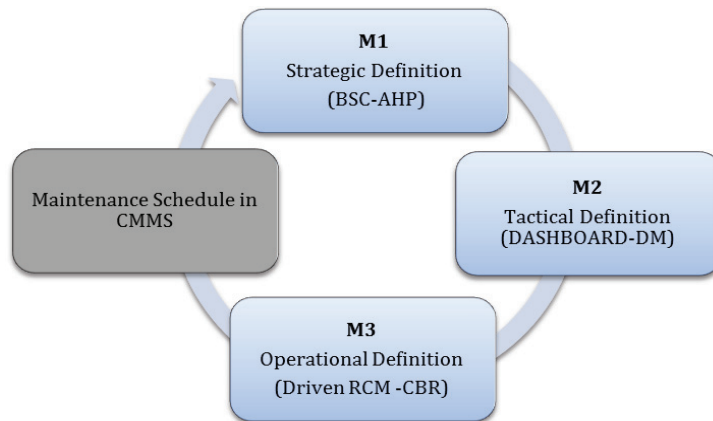 M1
Strategic Definition
(BSC-AHP)
M2
Tactical Definition
(DASHBOARD-DM)
M3
Operational Definition
(Driven RCM -CBR)
Maintenance Schedule in
CMMS